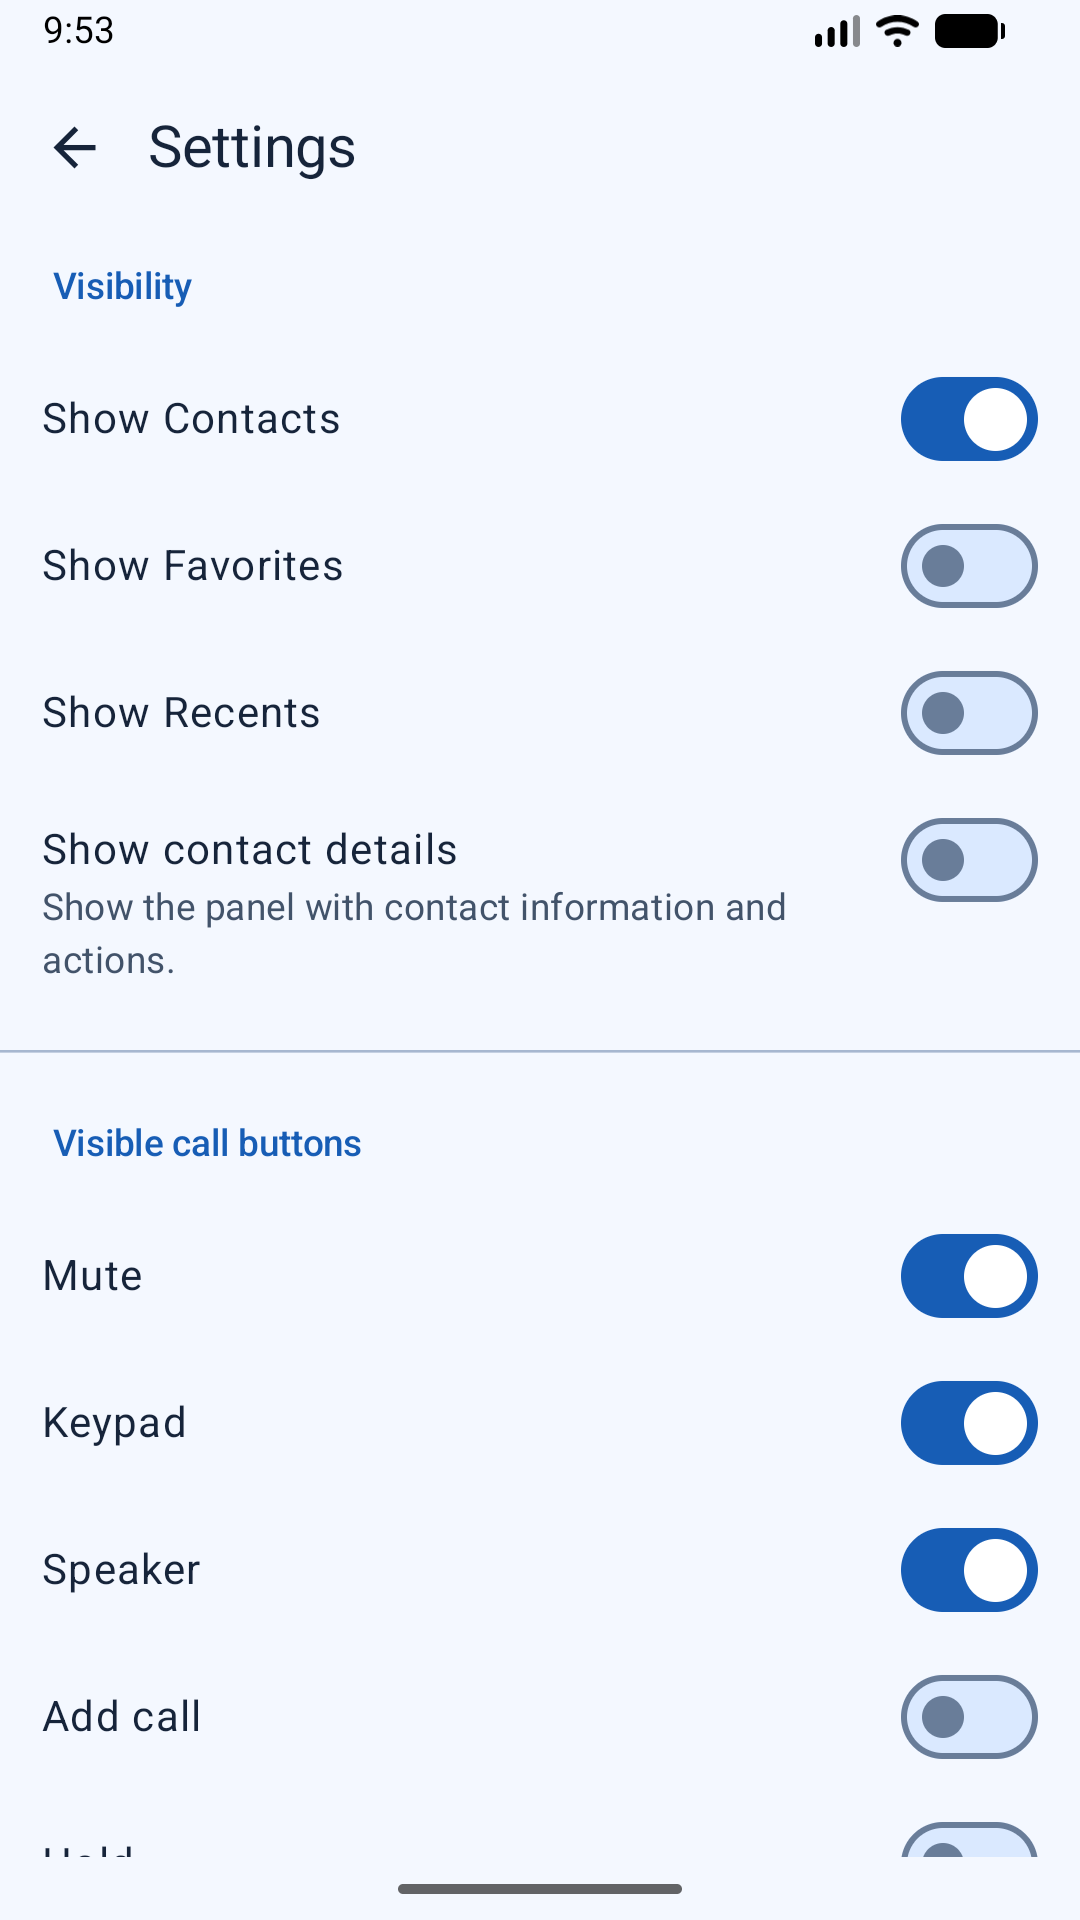 9:53
Settings
Visibility
Show Contacts
Show Favorites
Show Recents
Show contact details
Show the panel with contact information and
actions.
Visible call buttons
Mute
Keypad
Speaker
Add call
Hold